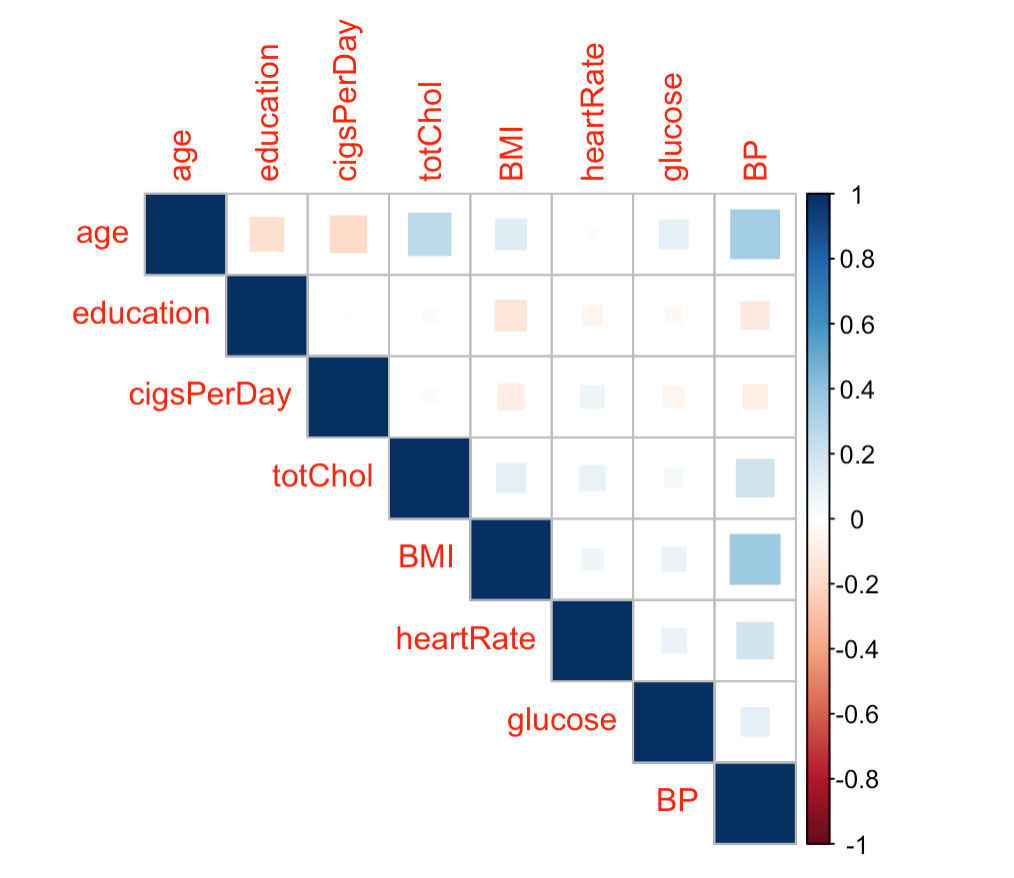 age
education
cigsPerDay
totChol
BMI
heartRate
glucose
BP
age
education
cigsPerDay
totChol
BMI
heartRate
glucose
BP
1
0.8
0.6
0.4
0.2
0
-0.2
-0.4
-0.6
-0.8
-1